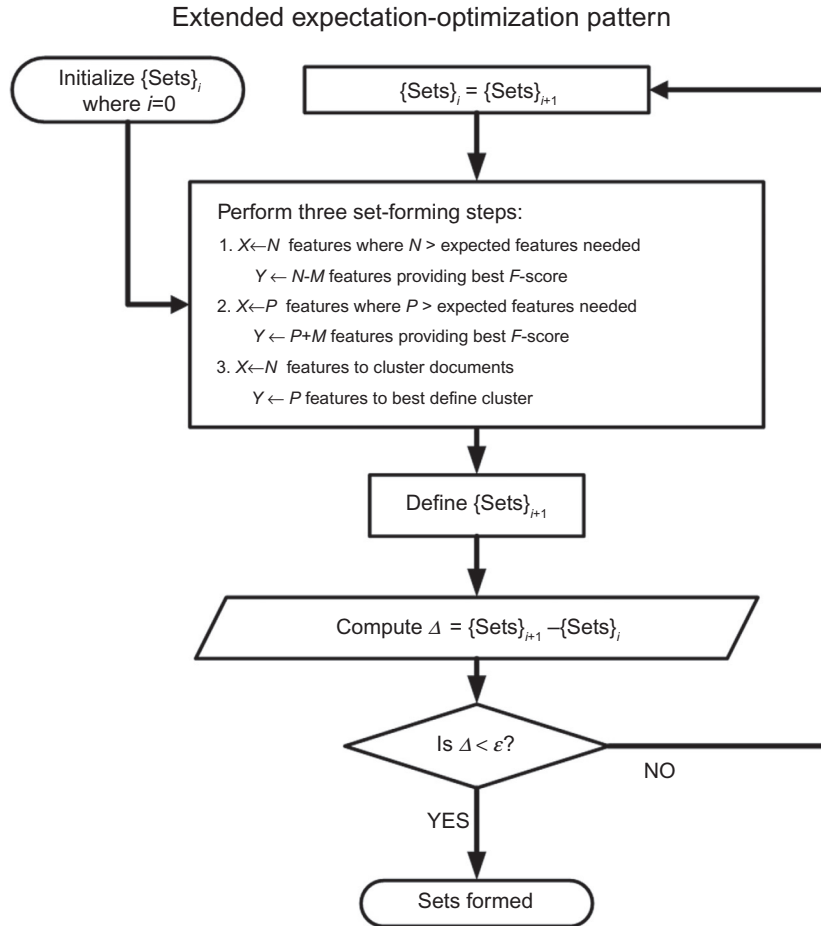 Extended expectation-optimization pattern
Initialize {Sets}i
where i=0
{Sets}i = {Sets}i+1
Perform three set-forming steps:
1. X←N features where N > expected features needed
Y ← N-M features providing best F-score
2. X←P features where P > expected features needed
Y ← P+M features providing best F-score
3. X←N features to cluster documents
Y ← P features to best define cluster
Define {Sets}i+1
Compute Δ = {Sets}i+1 –{Sets}i
Is Δ < ε?
NO
YES
Sets formed